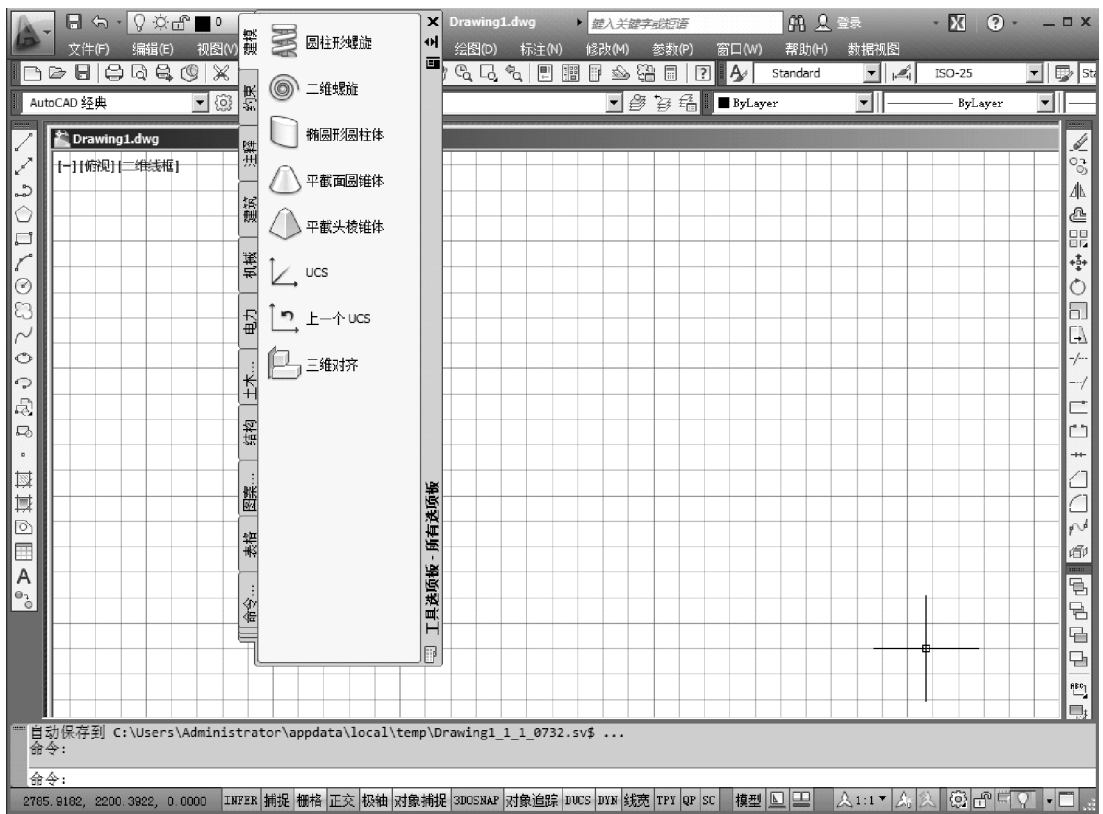 0
Drawing1.dwg
键入关键字或短语
登录
文件(F) 编辑(E) 视图(V) 绘图(D) 标注(N) 修改(M) 参数(P) 窗口(W) 帮助(H) 数据视图
Standard ISO-25
AutoCAD 经典 ByLayer ByLayer
Drawing1.dwg
[-][俯视][二维线框]
建模
约束
注释
建筑
机械
电力
土木...
结构
图案...
表格
命令...
圆柱形螺旋
二维螺旋
椭圆形圆柱体
平截面圆锥体
平截头棱锥体
UCS
上一个 UCS
三维对齐
工具选项板 - 所有选项板
自动保存到 C:\Users\Administrator\appdata\local\temp\Drawing1_1_1_0732.sv$ ...
命令:
命令:
2785.9182, 2200.3922, 0.0000 INFER 捕捉 栅格 正交 极轴 对象捕捉 3DOSNAP 对象追踪 DUCS DYN 线宽 TPY QP SC 模型 1:1